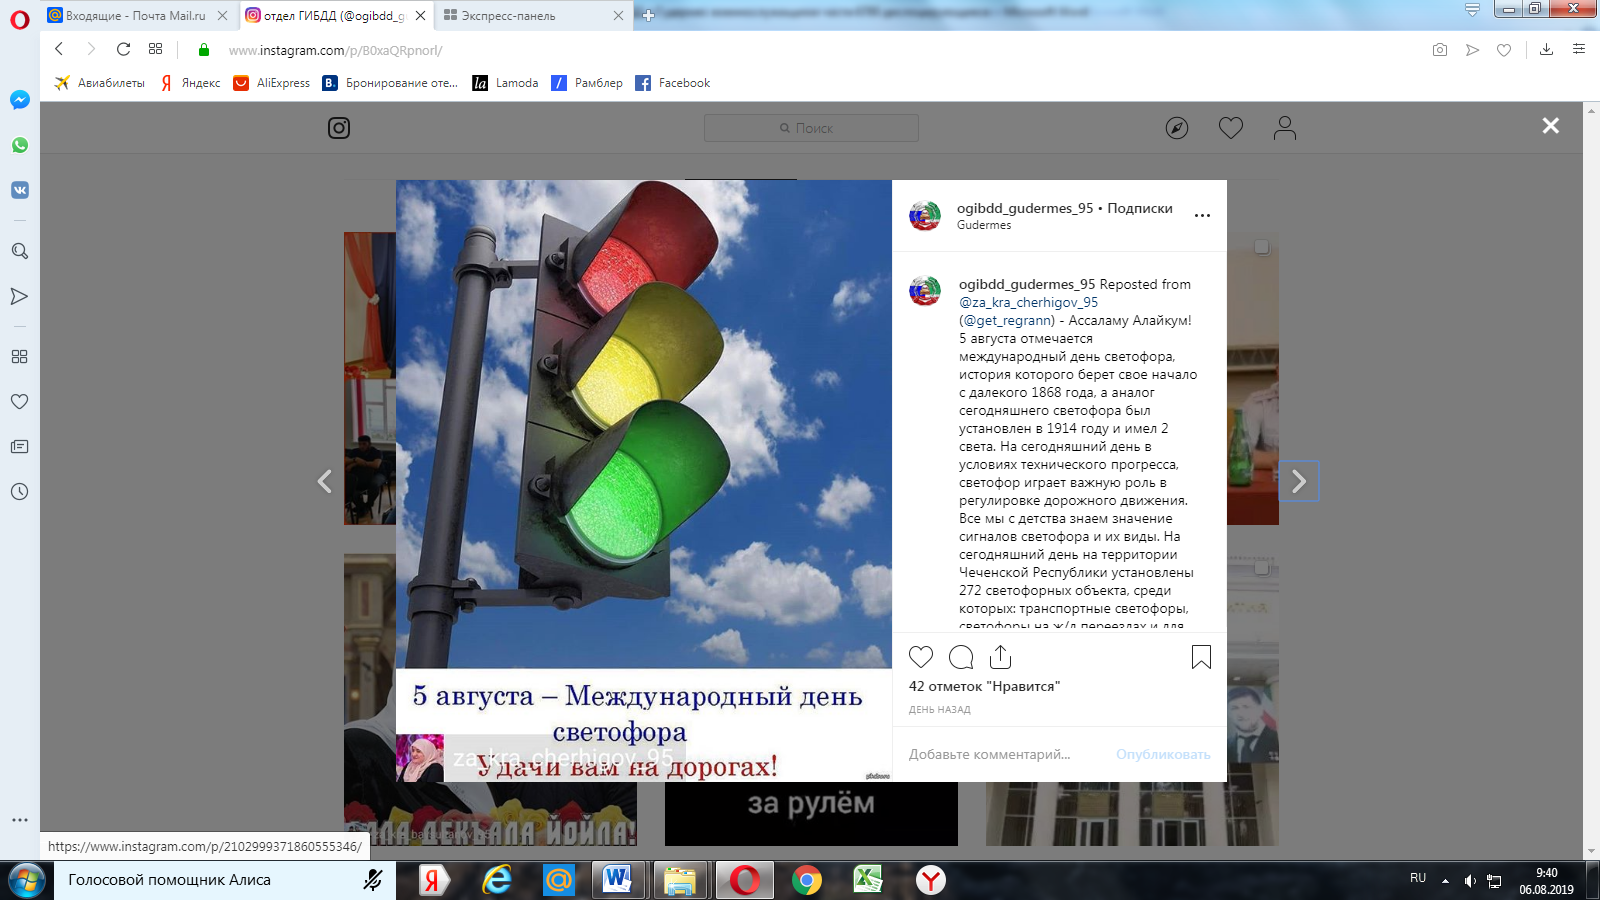 Входящие - Почта Mail.ru
отдел ГИБДД (@ogibdd_g
Экспресс-панель
www.instagram.com/p/B0xaQRpnorl/
Авиабилеты
Яндекс
AliExpress
Бронирование оте...
Lamoda
Рамблер
Facebook
Поиск
ogibdd_gudermes_95 • Подписки
Gudermes
ogibdd_gudermes_95 Reposted from
@za_kra_cherhigov_95
(@get_regrann) - Ассаламу Алайкум!
5 августа отмечается
международный день светофора,
история которого берет свое начало
с далекого 1868 года, а аналог
сегодняшнего светофора был
установлен в 1914 году и имел 2
света. На сегодняшний день в
условиях технического прогресса,
светофор играет важную роль в
регулировке дорожного движения.
Все мы с детства знаем значение
сигналов светофора и их виды. На
сегодняшний день на территории
Чеченской Республики установлены
272 светофорных объекта, среди
которых: транспортные светофоры,
светофоры на ж/д переездах и для
42 отметок "Нравится"
ДЕНЬ НАЗАД
Добавьте комментарий...
Опубликовать
5 августа – Международный день
светофора
za_kra_cherhigov_95
Удачи вам на дорогах!
за рулём
https://www.instagram.com/p/2102999371860555346/
Голосовой помощник Алиса
RU
9:40
06.08.2019